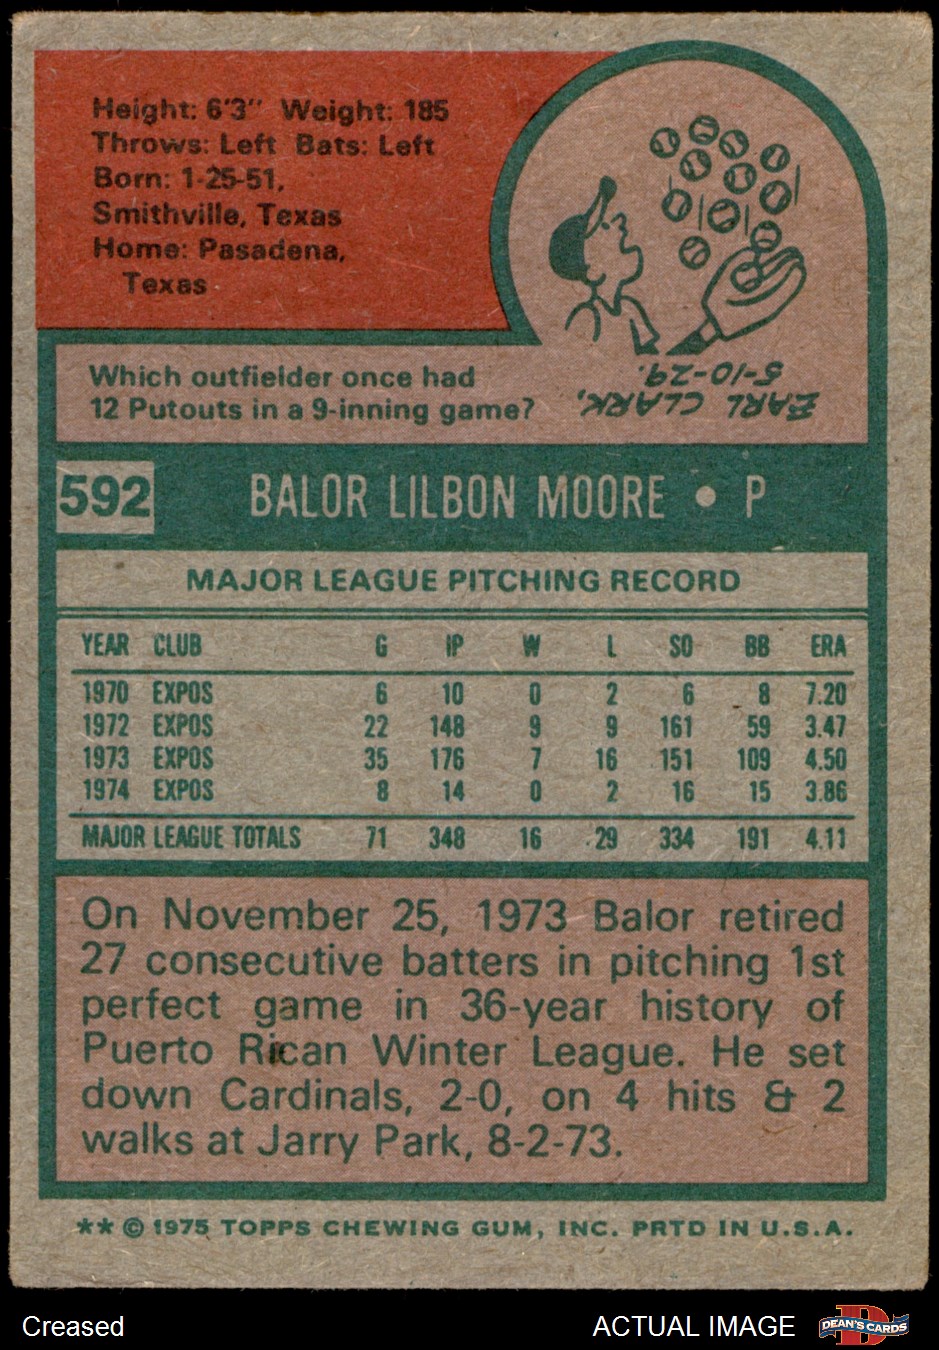 Height: 6'3" Weight: 185
Throws: Left Bats: Left
Born: 1-25-51,
Smithville, Texas
Home: Pasadena,
Texas
Which outfielder once had
12 Putouts in a 9-inning game?
EARL CLARK,
5-10-29.
592 BALOR LILBON MOORE • P
MAJOR LEAGUE PITCHING RECORD
YEAR CLUB G IP W L SO BB ERA
1970 EXPOS 6 10 0 2 6 8 7.20
1972 EXPOS 22 148 9 9 161 59 3.47
1973 EXPOS 35 176 7 16 151 109 4.50
1974 EXPOS 8 14 0 2 16 15 3.86
MAJOR LEAGUE TOTALS 71 348 16 29 334 191 4.11
On November 25, 1973 Balor retired
27 consecutive batters in pitching 1st
perfect game in 36-year history of
Puerto Rican Winter League. He set
down Cardinals, 2-0, on 4 hits & 2
walks at Jarry Park, 8-2-73.
** © 1975 TOPPS CHEWING GUM, INC. PRTD IN U.S.A.
Creased ACTUAL IMAGE DEAN'S CARDS